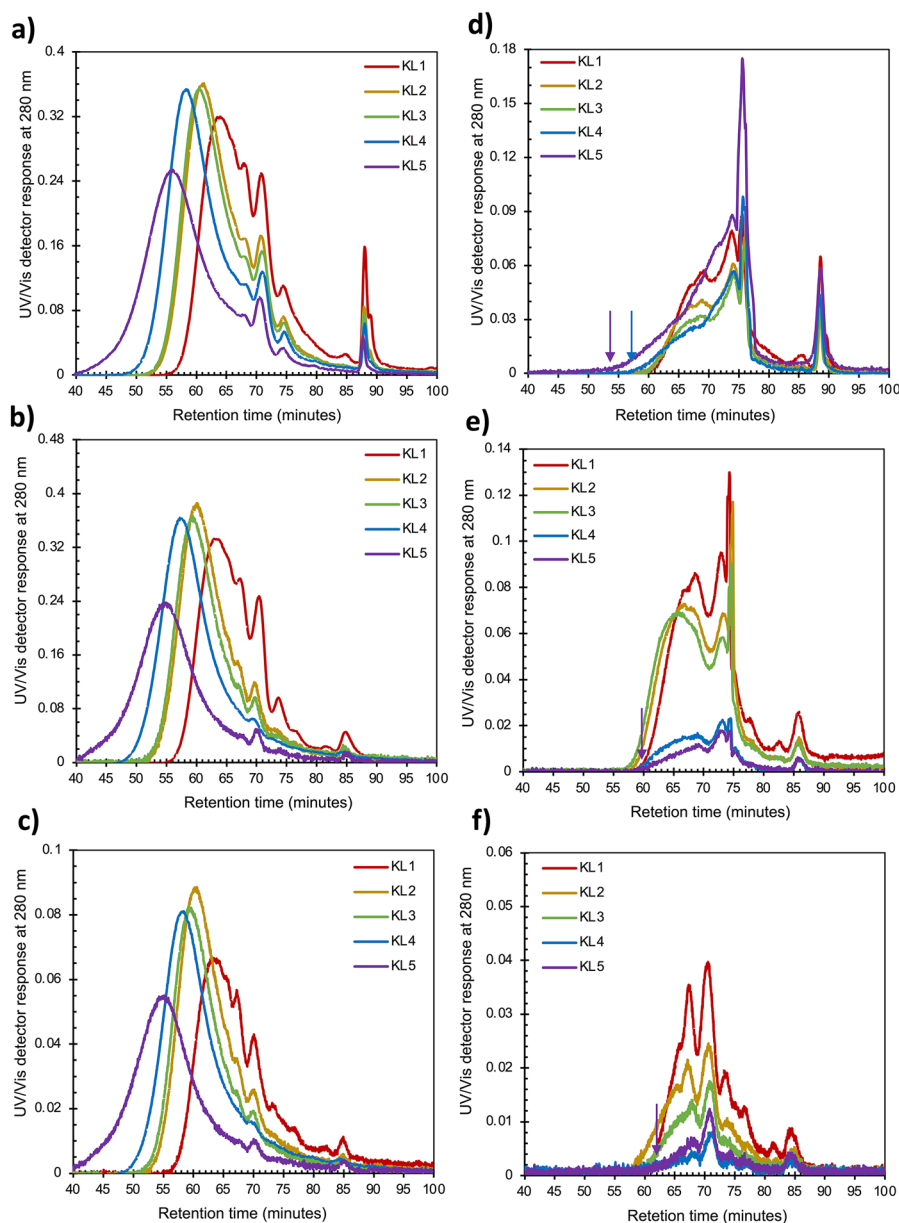 a)
UV/Vis detector response at 280 nm
0.4
0.32
0.24
0.16
0.08
0
KL1
KL2
KL3
KL4
KL5
40 45 50 55 60 65 70 75 80 85 90 95 100
Retention time (minutes)
d)
UV/Vis detector response at 280 nm
0.18
0.15
0.12
0.09
0.06
0.03
0
KL1
KL2
KL3
KL4
KL5
40 45 50 55 60 65 70 75 80 85 90 95 100
Retention time (minutes)
b)
UV/Vis detector response at 280 nm
0.48
0.4
0.32
0.24
0.16
0.08
0
KL1
KL2
KL3
KL4
KL5
40 45 50 55 60 65 70 75 80 85 90 95 100
Retention time (minutes)
e)
UV/Vis detector response at 280 nm
0.14
0.12
0.1
0.08
0.06
0.04
0.02
0
KL1
KL2
KL3
KL4
KL5
40 45 50 55 60 65 70 75 80 85 90 95 100
Retetion time (minutes)
c)
UV/Vis detector response at 280 nm
0.1
0.08
0.06
0.04
0.02
0
KL1
KL2
KL3
KL4
KL5
40 45 50 55 60 65 70 75 80 85 90 95 100
Retention time (minutes)
f)
UV/Vis detector response at 280 nm
0.06
0.05
0.04
0.03
0.02
0.01
0
KL1
KL2
KL3
KL4
KL5
40 45 50 55 60 65 70 75 80 85 90 95 100
Retention time (minutes)